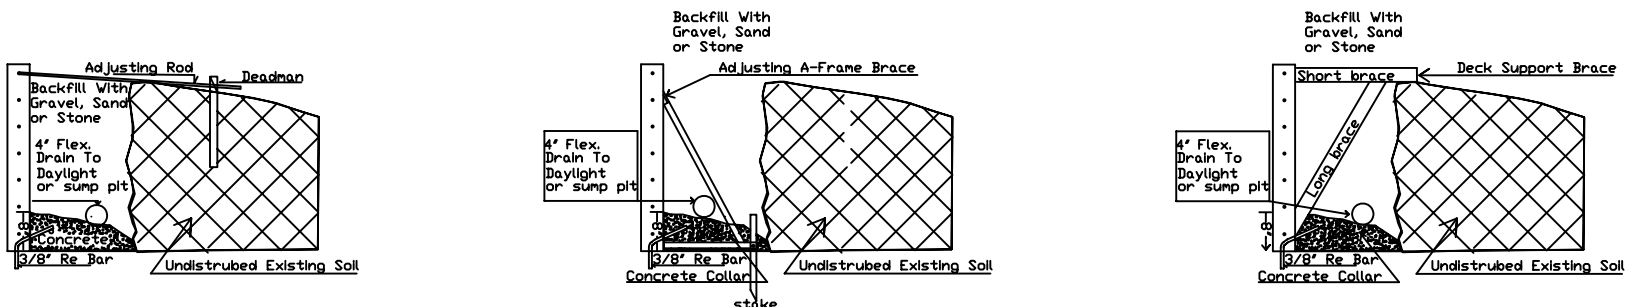 Adjusting Rod
Deadman
Backfill With
Gravel, Sand
or Stone
4" Flex.
Drain To
Daylight
or sump pit
8"
Concrete
3/8" Re Bar
Undistrubed Existing Soil
Backfill With
Gravel, Sand
or Stone
Adjusting A-Frame Brace
4" Flex.
Drain To
Daylight
or sump pit
8"
3/8" Re Bar
Concrete Collar
Undistrubed Existing Soil
stake
Backfill With
Gravel, Sand
or Stone
Short brace
Deck Support Brace
Long brace
4" Flex.
Drain To
Daylight
or sump pit
8"
3/8" Re Bar
Concrete Collar
Undistrubed Existing Soil